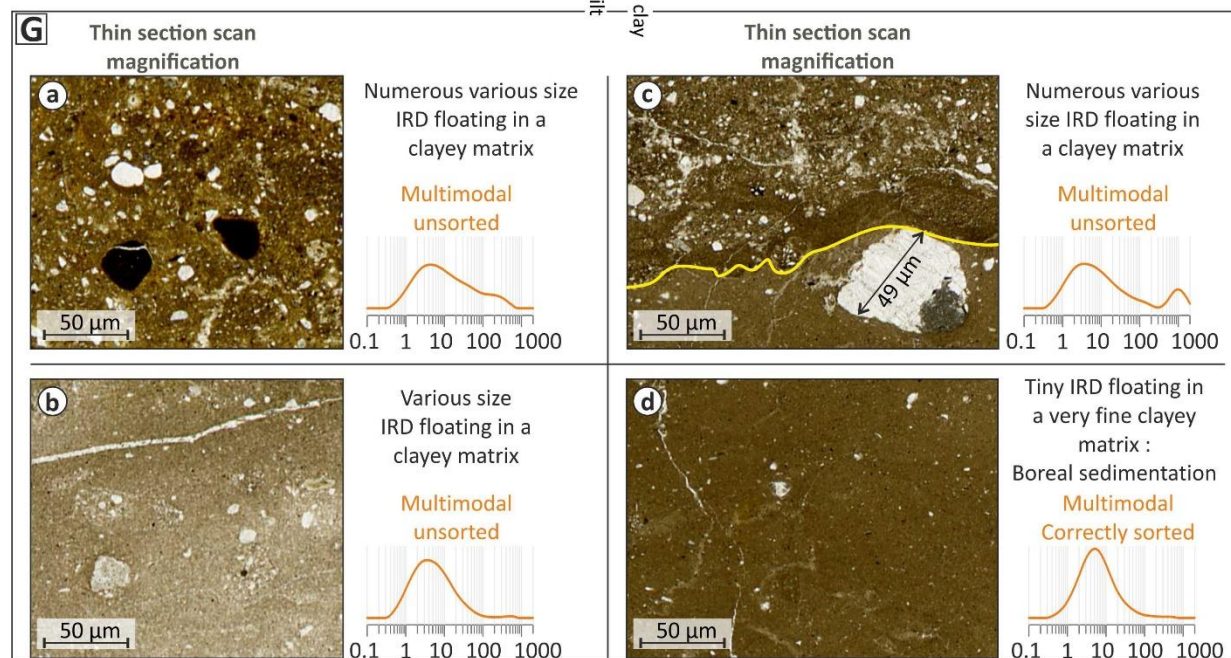 ilt
clay
G
Thin section scan
magnification
a
50 µm
Numerous various size
IRD floating in a
clayey matrix
Multimodal
unsorted
0.1 1 10 100 1000
Thin section scan
magnification
c
49 µm
50 µm
Numerous various
size IRD floating in
a clayey matrix
Multimodal
unsorted
0.1 1 10 100 1000
b
50 µm
Various size
IRD floating in a
clayey matrix
Multimodal
unsorted
0.1 1 10 100 1000
d
50 µm
Tiny IRD floating in
a very fine clayey
matrix :
Boreal sedimentation
Multimodal
Correctly sorted
0.1 1 10 100 1000